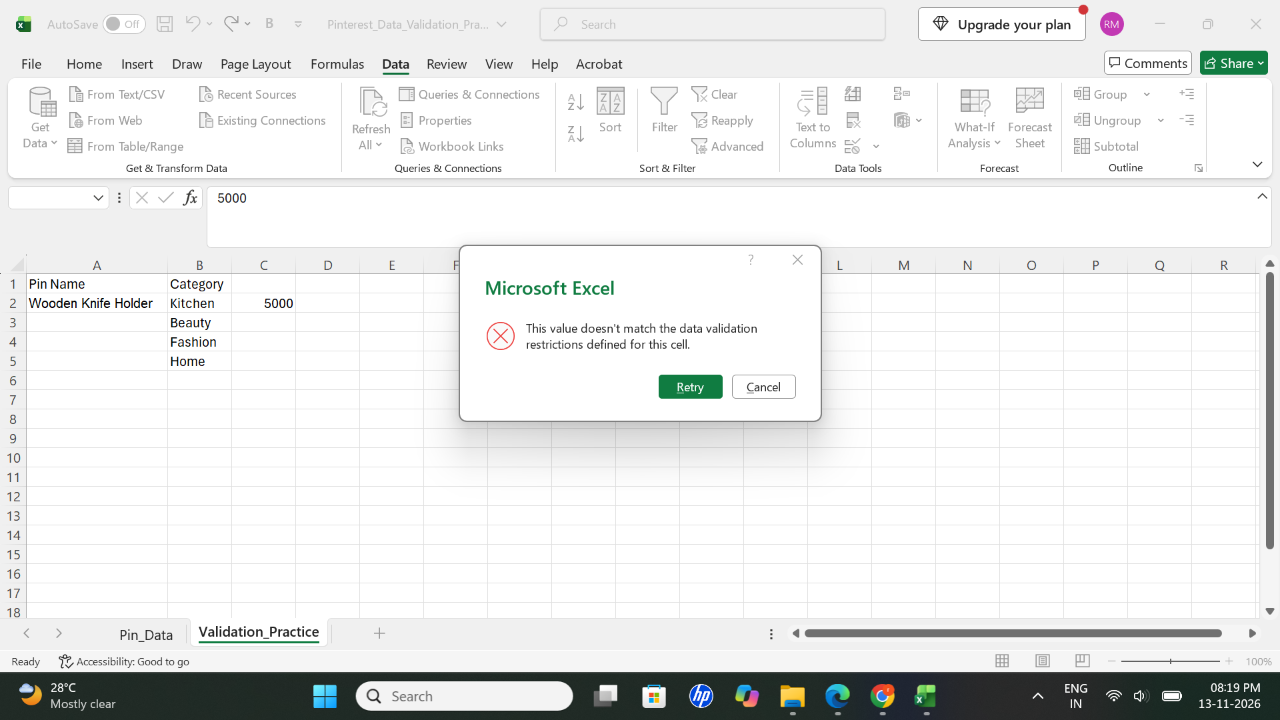 AutoSave Off B Pinterest_Data_Validation_Pra... Search Upgrade your plan RM
File Home Insert Draw Page Layout Formulas Data Review View Help Acrobat Comments Share
Get Data
From Text/CSV
From Web
From Table/Range
Recent Sources
Existing Connections
Get & Transform Data
Refresh All
Queries & Connections
Properties
Workbook Links
Queries & Connections
Sort
Filter
Clear
Reapply
Advanced
Sort & Filter
Text to Columns
Data Tools
What-If Analysis
Forecast Sheet
Forecast
Group
Ungroup
Subtotal
Outline
fx 5000
A B C D E F L M N O P Q R
1 Pin Name Category
2 Wooden Knife Holder Kitchen 5000
3 Beauty
4 Fashion
5 Home
6
7
8
9
10
11
12
13
14
15
16
17
18
?
Microsoft Excel
This value doesn't match the data validation
restrictions defined for this cell.
Retry Cancel
Pin_Data Validation_Practice
Ready Accessibility: Good to go 100%
28°C
Mostly clear
Search
hp
ENG
IN
08:19 PM
13-11-2026